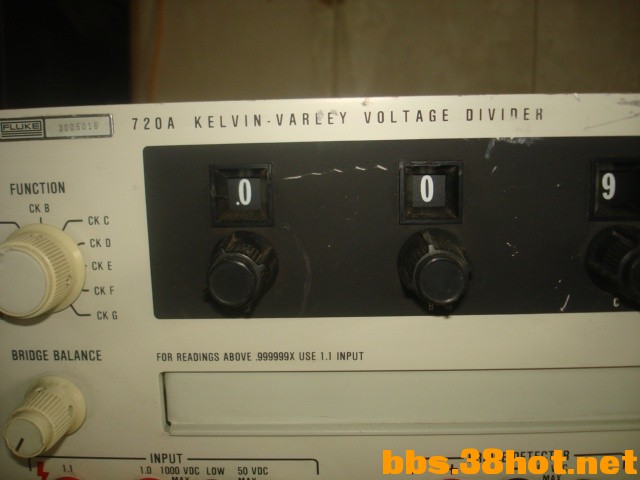 FLUKE
720A KELVIN-VARLEY VOLTAGE DIVIDER
.0
0
9
FUNCTION
CK B
CK C
CK D
CK E
CK F
CK G
BRIDGE BALANCE
FOR READINGS ABOVE .999999X USE 1.1 INPUT
INPUT
1.1
1.0
1000 VDC
MAX
LOW
50 VDC
MAX
DETECTOR
bbs.38hot.net